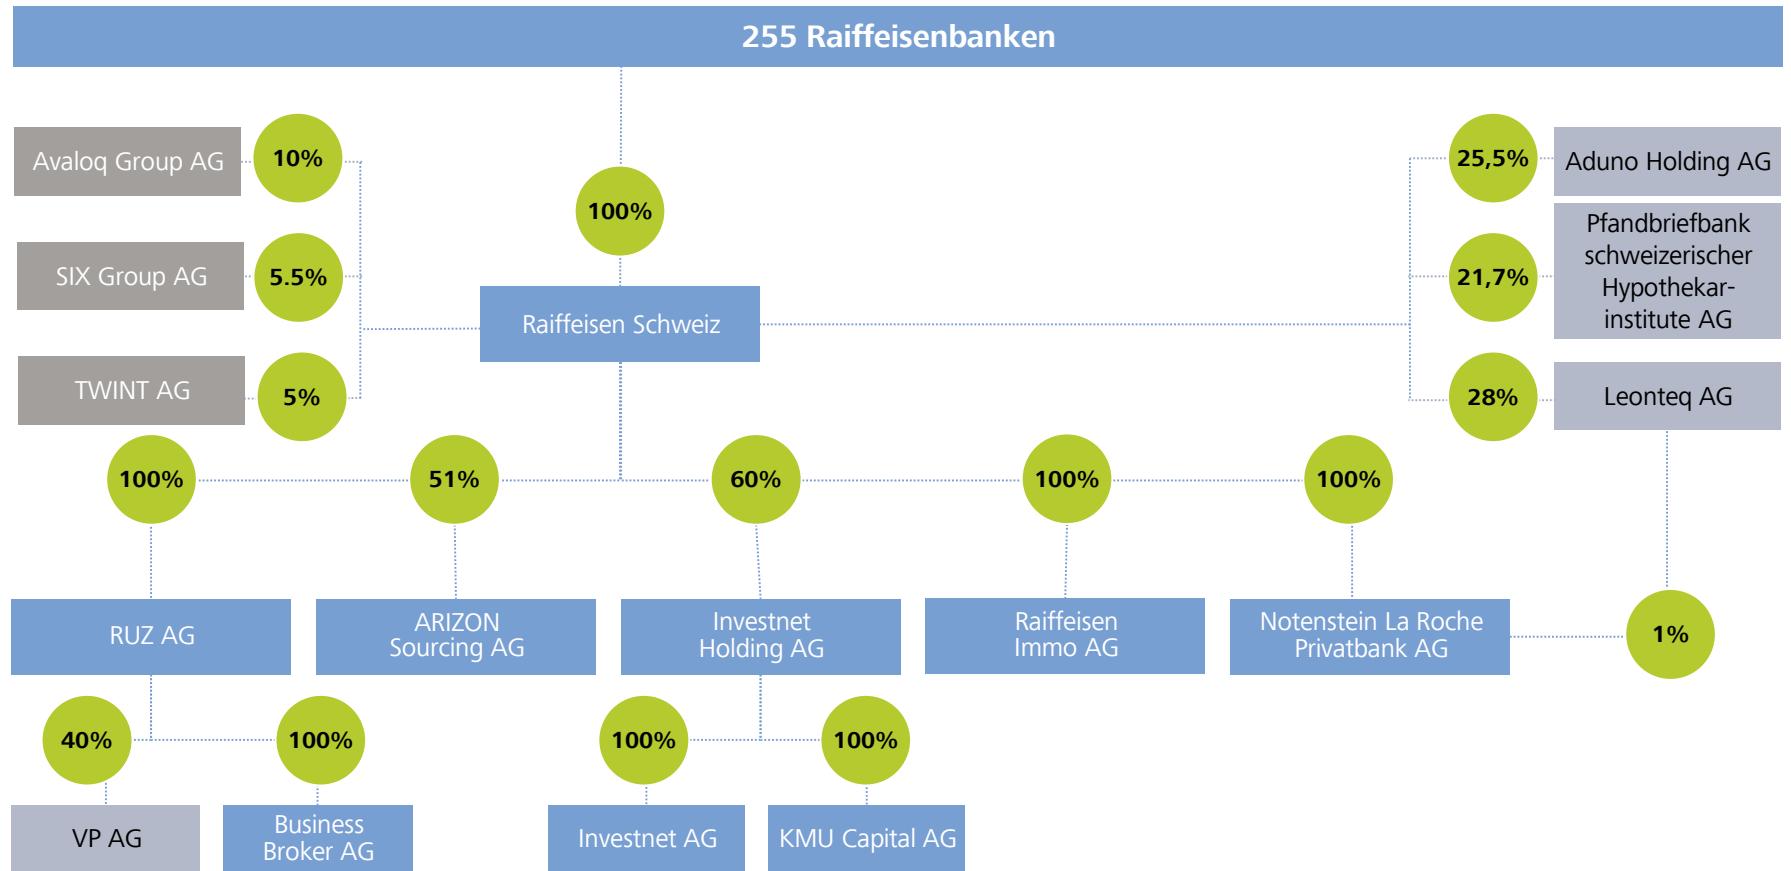 255 Raiffeisenbanken
Avaloq Group AG
10%
100%
25,5%
Aduno Holding AG
SIX Group AG
5.5%
21,7%
Pfandbriefbank
schweizerischer
Hypothekar-
institute AG
Raiffeisen Schweiz
TWINT AG
5%
28%
Leonteq AG
100%
51%
60%
100%
100%
RUZ AG
ARIZON
Sourcing AG
Investnet
Holding AG
Raiffeisen
Immo AG
Notenstein La Roche
Privatbank AG
1%
40%
100%
100%
100%
VP AG
Business
Broker AG
Investnet AG
KMU Capital AG